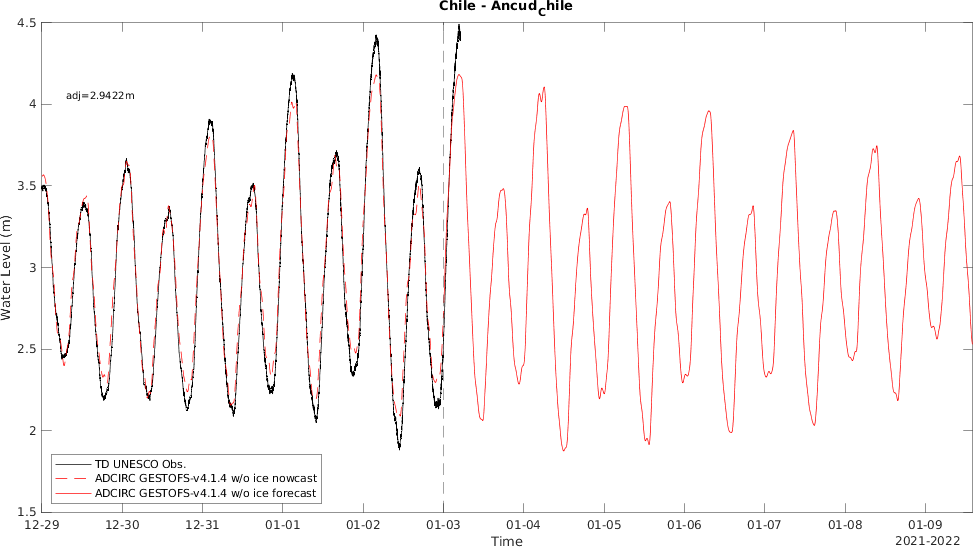 Chile - Ancud_Chile
4.5
4
3.5
3
2.5
2
1.5
Water Level (m)
adj=2.9422m
TD UNESCO Obs.
ADCIRC GESTOFS-v4.1.4 w/o ice nowcast
ADCIRC GESTOFS-v4.1.4 w/o ice forecast
12-29 12-30 12-31 01-01 01-02 01-03 01-04 01-05 01-06 01-07 01-08 01-09
Time
2021-2022